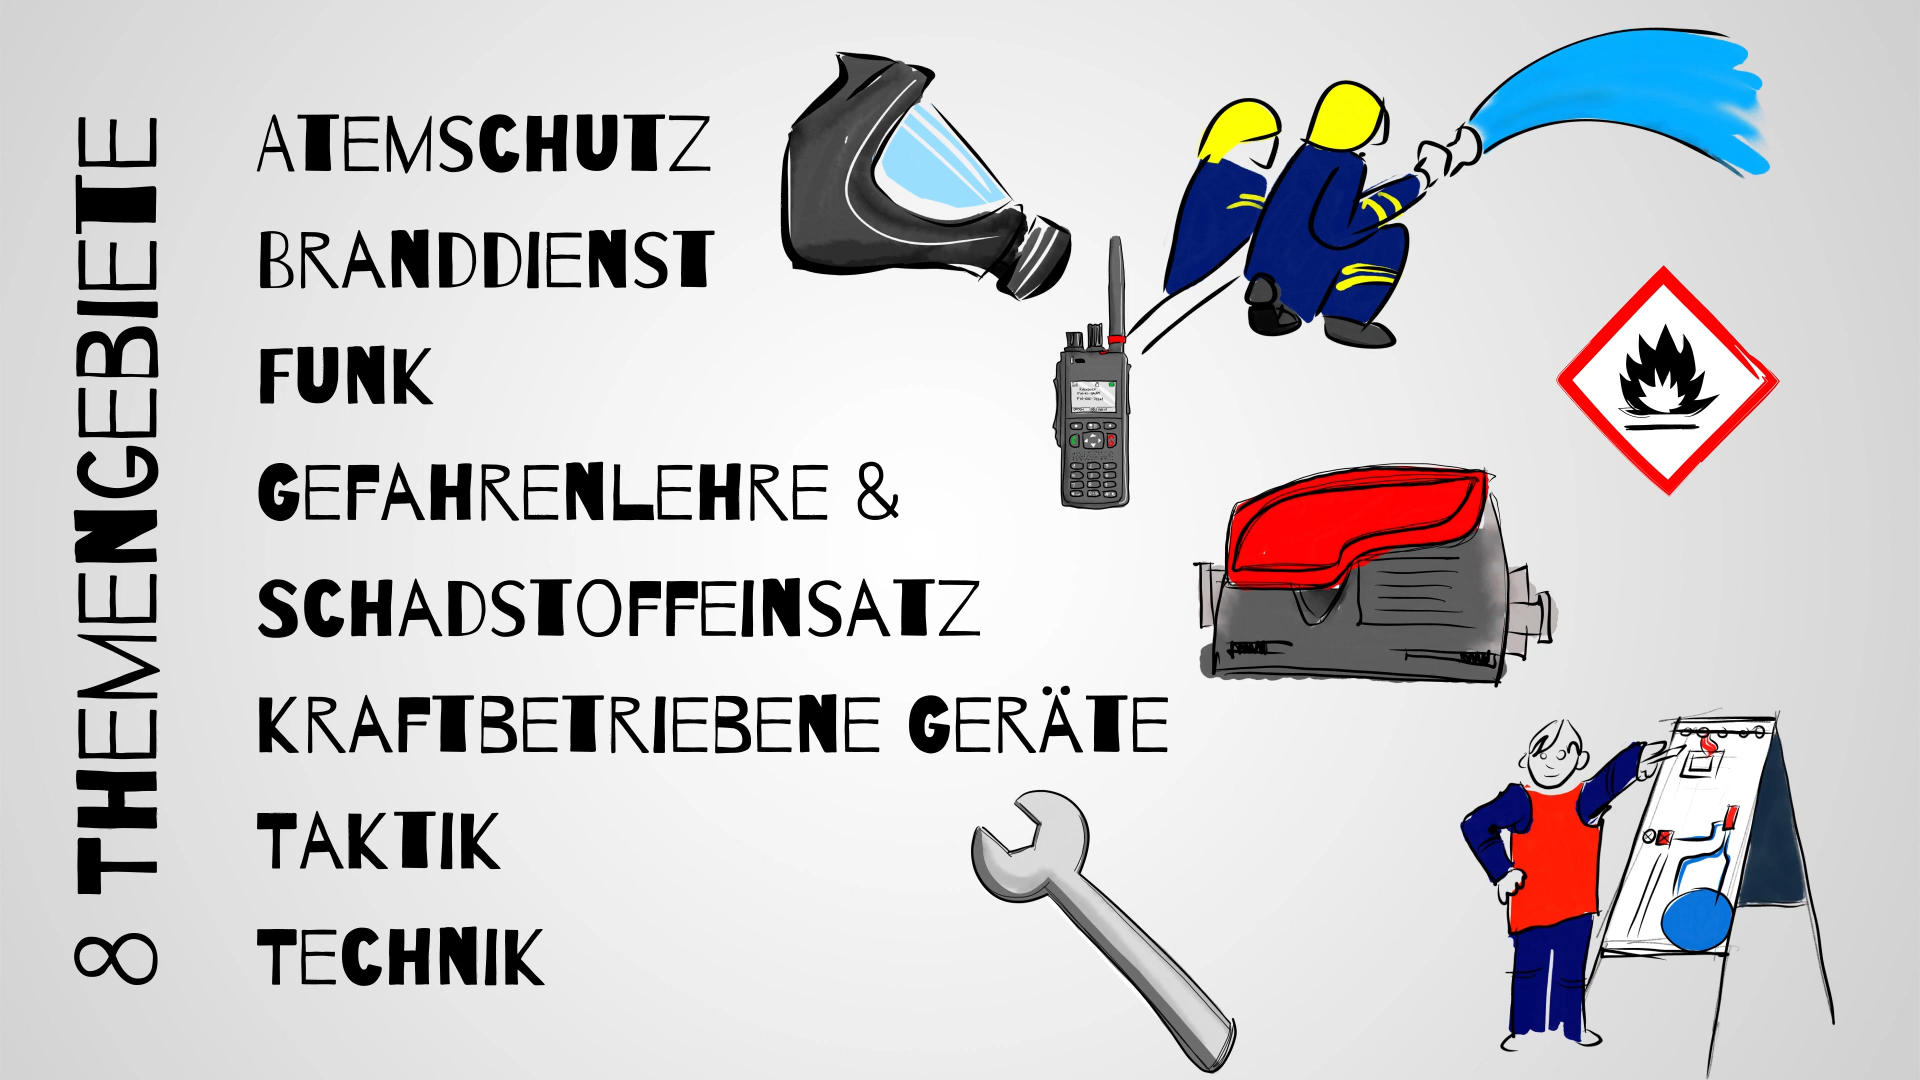 8 THEMENGEBIETE
ATEMSCHUTZ
BRANDDIENST
FUNK
GEFAHRENLEHRE &
SCHADSTOFFEINSATZ
KRAFTBETRIEBENE GERÄTE
TAKTIK
TECHNIK